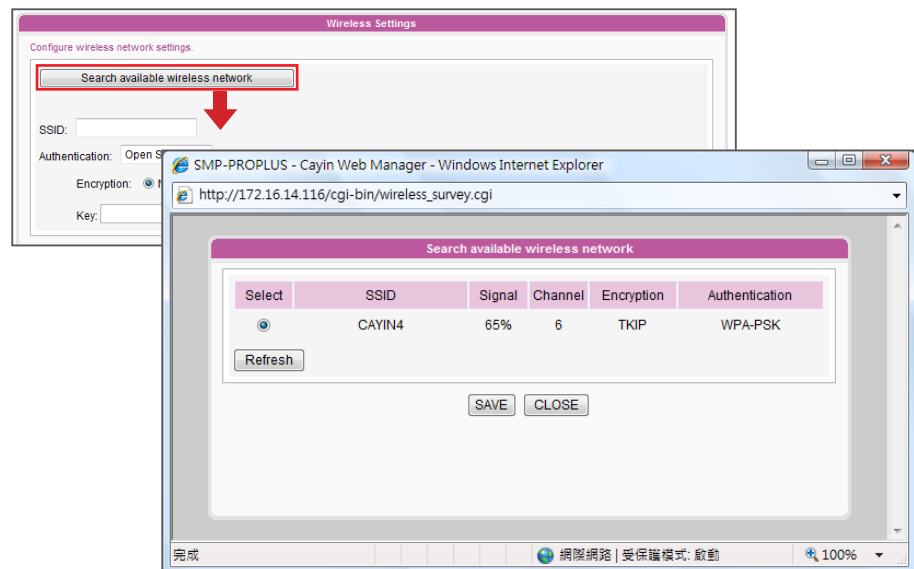 Wireless Settings
Configure wireless network settings.
Search available wireless network
SSID:
Authentication: Open S
Encryption:
Key:
SMP-PROPLUS - Cayin Web Manager - Windows Internet Explorer
http://172.16.14.116/cgi-bin/wireless_survey.cgi
Search available wireless network
Select SSID Signal Channel Encryption Authentication
CAYIN4 65% 6 TKIP WPA-PSK
Refresh
SAVE CLOSE
完成 網際網路 | 受保護模式: 啟動 100%